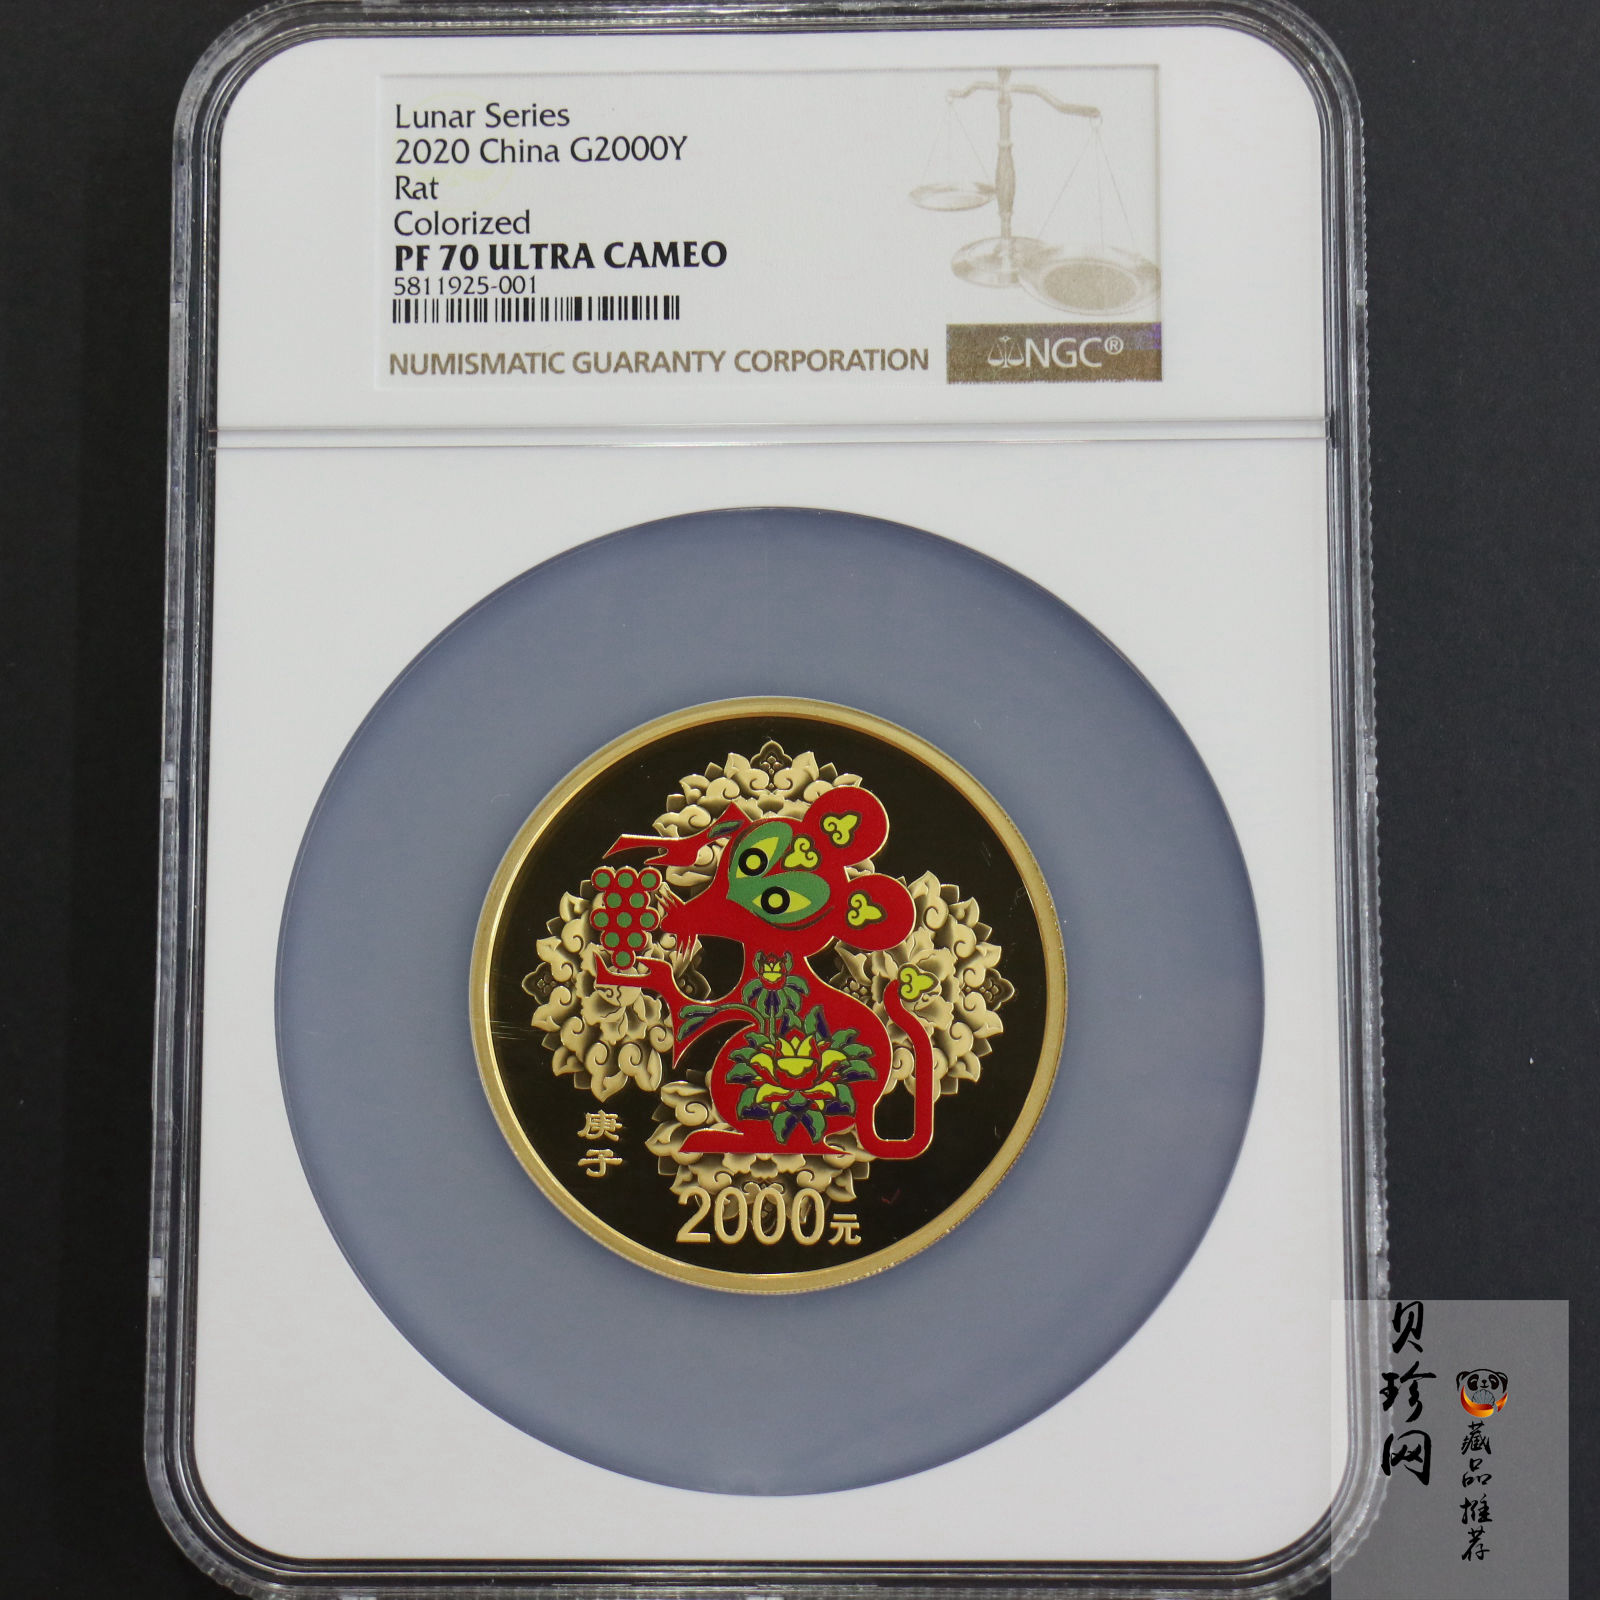 Lunar Series
2020 China G2000Y
Rat
Colorized
PF 70 ULTRA CAMEO
5811925-001
NUMISMATIC GUARANTY CORPORATION
NGC®
庚子
2000元
贝珍网
藏品推荐